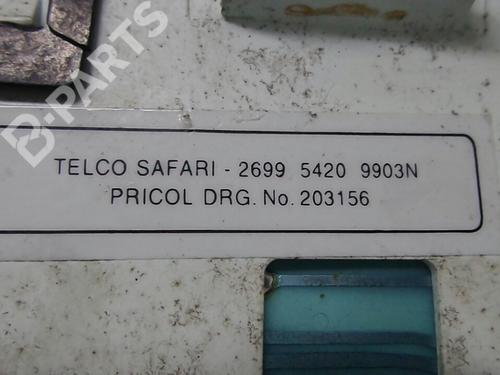 B-PARTS
TELCO SAFARI - 2699 5420 9903N
PRICOL DRG. No. 203156